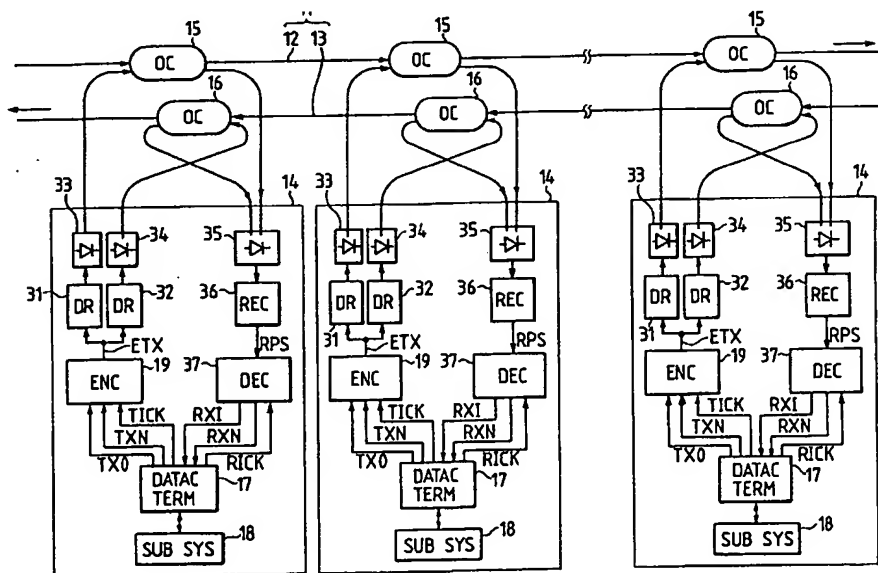 ''
15 12 13 15 15
OC OC OC
16 16 16
OC OC OC
33 14 33 14 33 14
34 35 34 35 34 35
31 32 36 31 32 36 31 32 36
DR DR REC DR DR REC DR DR REC
ETX RPS ETX RPS ETX RPS
19 37 19 37 19 37
ENC DEC ENC DEC ENC DEC
TICK RXI TICK RXI TICK RXI
TXN RXN TXN RXN TXN RXN
TXO RICK TXO RICK TXO RICK
DATAC 17 DATAC 17 DATAC 17
TERM TERM TERM
18 18 18
SUB SYS SUB SYS SUB SYS